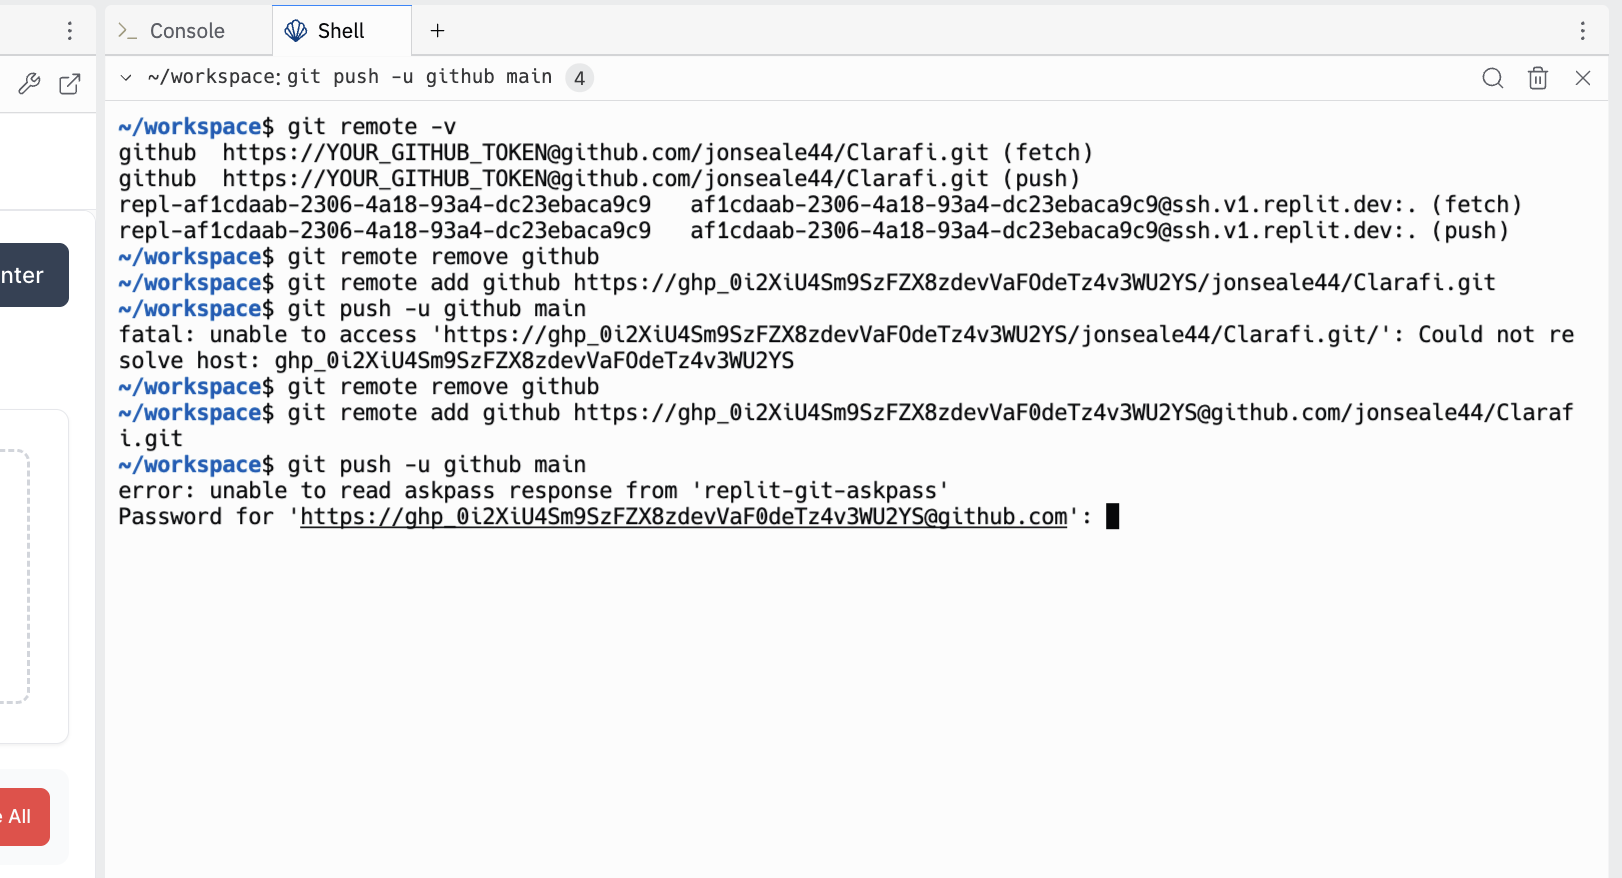 Console
Shell
~/workspace: git push -u github main 4
~/workspace$ git remote -v
github  https://YOUR_GITHUB_TOKEN@github.com/jonseale44/Clarafi.git (fetch)
github  https://YOUR_GITHUB_TOKEN@github.com/jonseale44/Clarafi.git (push)
repl-af1cdaab-2306-4a18-93a4-dc23ebaca9c9   af1cdaab-2306-4a18-93a4-dc23ebaca9c9@ssh.v1.replit.dev:. (fetch)
repl-af1cdaab-2306-4a18-93a4-dc23ebaca9c9   af1cdaab-2306-4a18-93a4-dc23ebaca9c9@ssh.v1.replit.dev:. (push)
~/workspace$ git remote remove github
~/workspace$ git remote add github https://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/jonseale44/Clarafi.git
~/workspace$ git push -u github main
fatal: unable to access 'https://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/jonseale44/Clarafi.git/': Could not re
solve host: 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
~/workspace$ git remote remove github
~/workspace$ git remote add github https://ghp_0i2XiU4Sm9SzFZX8zdevVaF0deTz4v3WU2YS@github.com/jonseale44/Claraf
i.git
~/workspace$ git push -u github main
error: unable to read askpass response from 'replit-git-askpass'
Password for 'https://ghp_0i2XiU4Sm9SzFZX8zdevVaF0deTz4v3WU2YS@github.com':
nter
e All